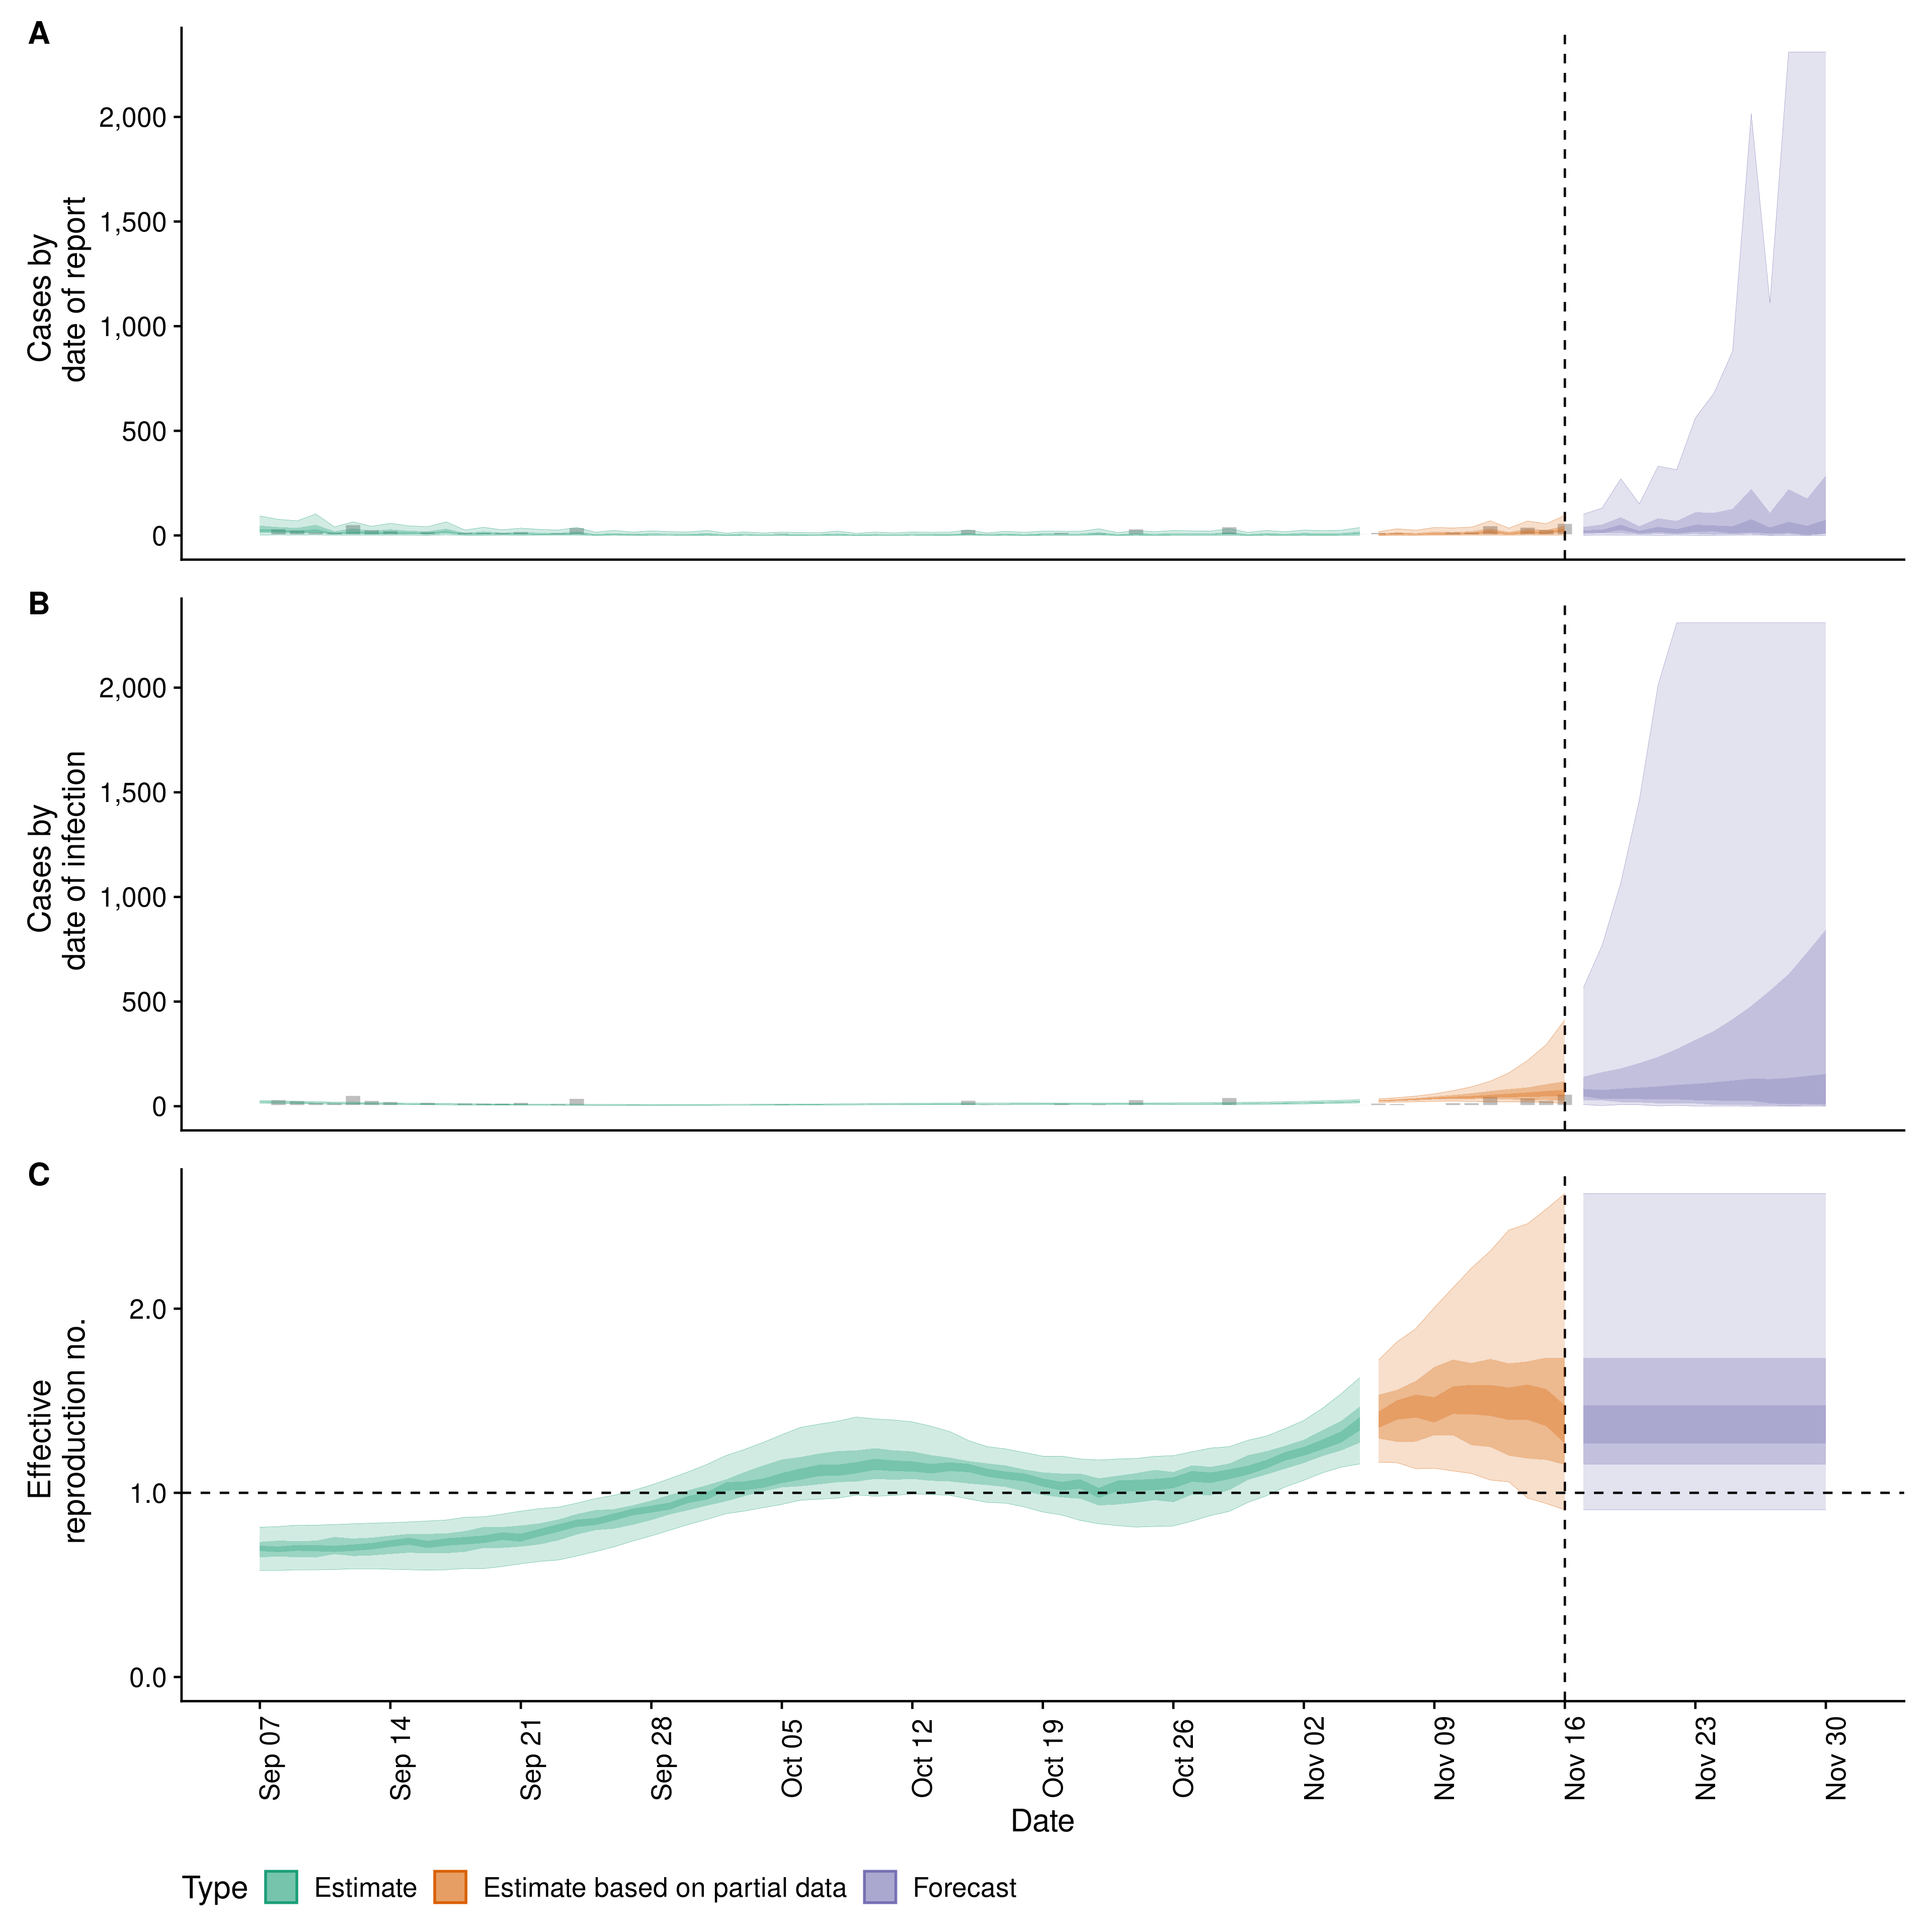 A
Cases by
date of report
2,000
1,500
1,000
500
0
B
Cases by
date of infection
2,000
1,500
1,000
500
0
C
Effective
reproduction no.
2.0
1.0
0.0
Sep 07
Sep 14
Sep 21
Sep 28
Oct 05
Oct 12
Oct 19
Oct 26
Nov 02
Nov 09
Nov 16
Nov 23
Nov 30
Date
Type Estimate Estimate based on partial data Forecast